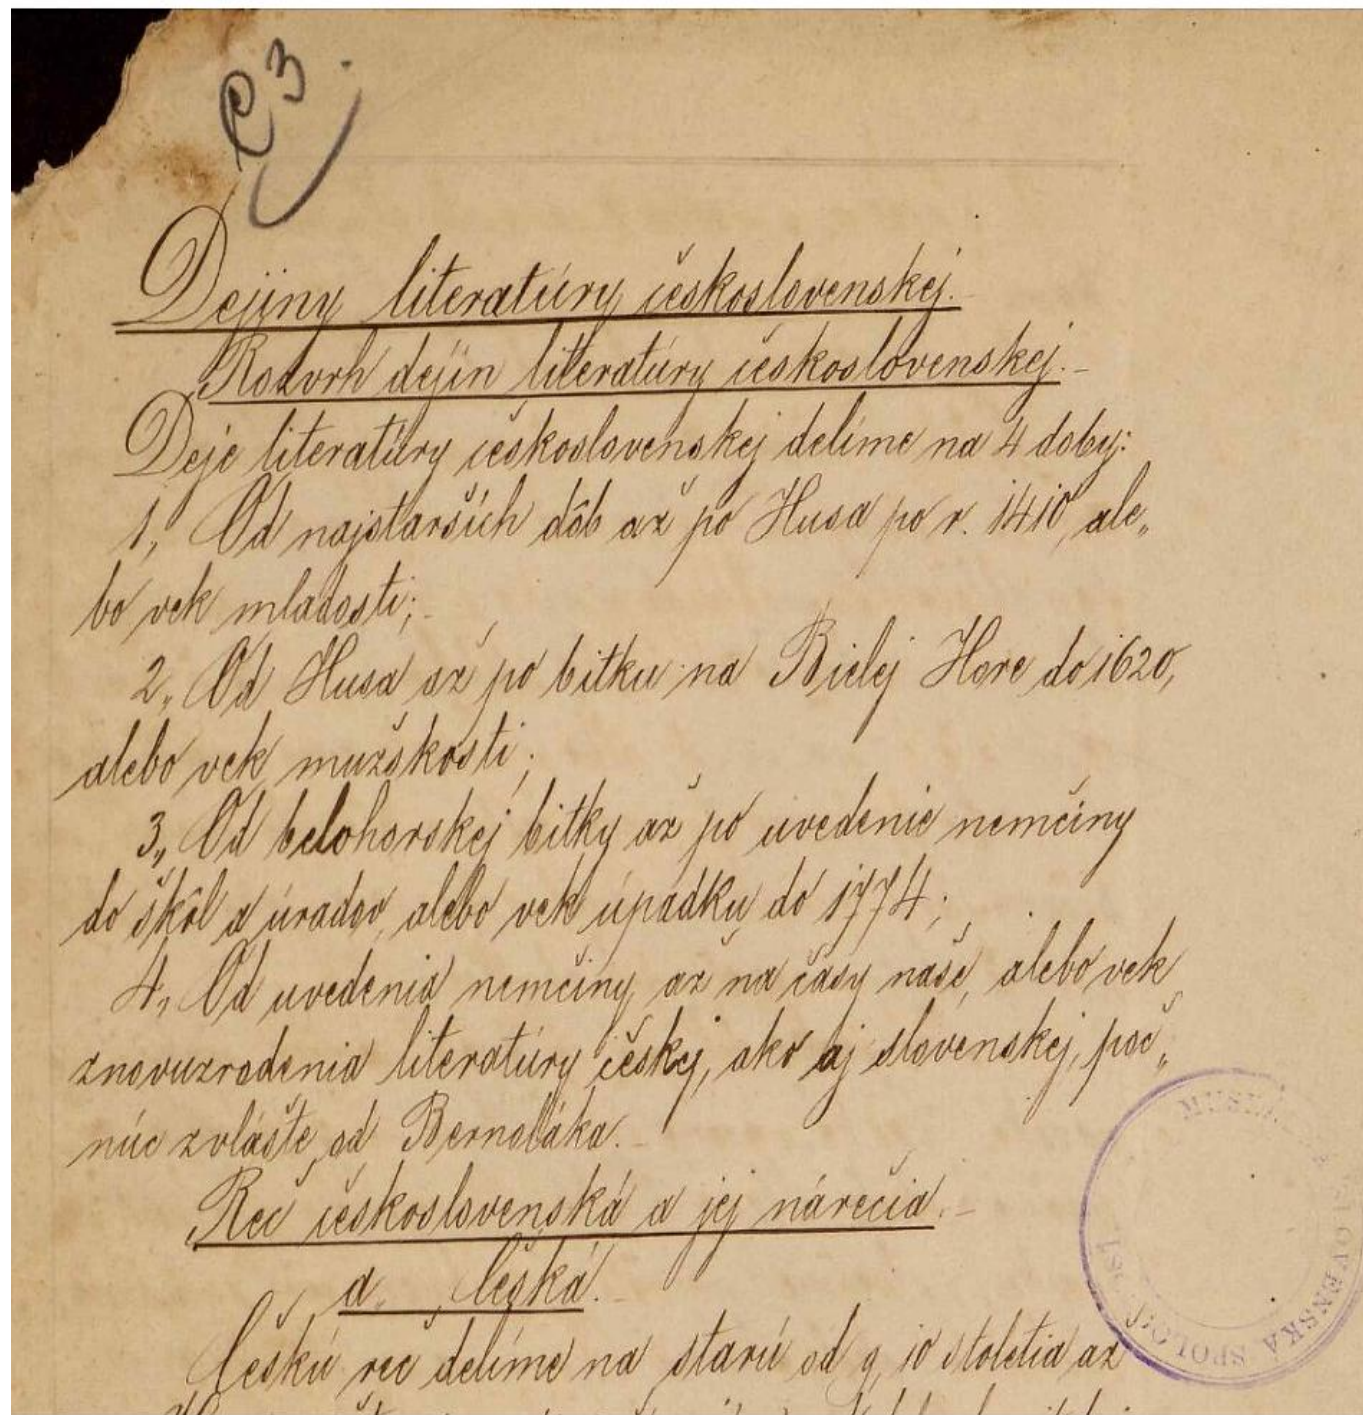 C3.
Dejiny literatúry československej.
Rozvrh dejín literatúry československej.-
Deje literatúry československej delíme na 4 doby:
1, Od najstarších dôb až po Husa po r. 1410, ale„
bo vek mladosti;-
2„ Od Husa až po bitku na Bielej Hore do 1620,
alebo vek mužskosti;
3„ Od belohorskej bitky až po uvedenie nemčiny
do škôl a úradov, alebo vek úpadku, do 1774;
4, Od uvedenia nemčiny, až na časy naše, alebo vek
znovuzrodenia literatúry českej, ako aj slovenskej, poč„
núc zvlášte, od Bernoláka.-
Reč československá a jej nárečia.-
a„ Česká.-
Českú reč delíme na starú od 9, 10 stoletia až
SLOVENSKÁ SPOLOČ